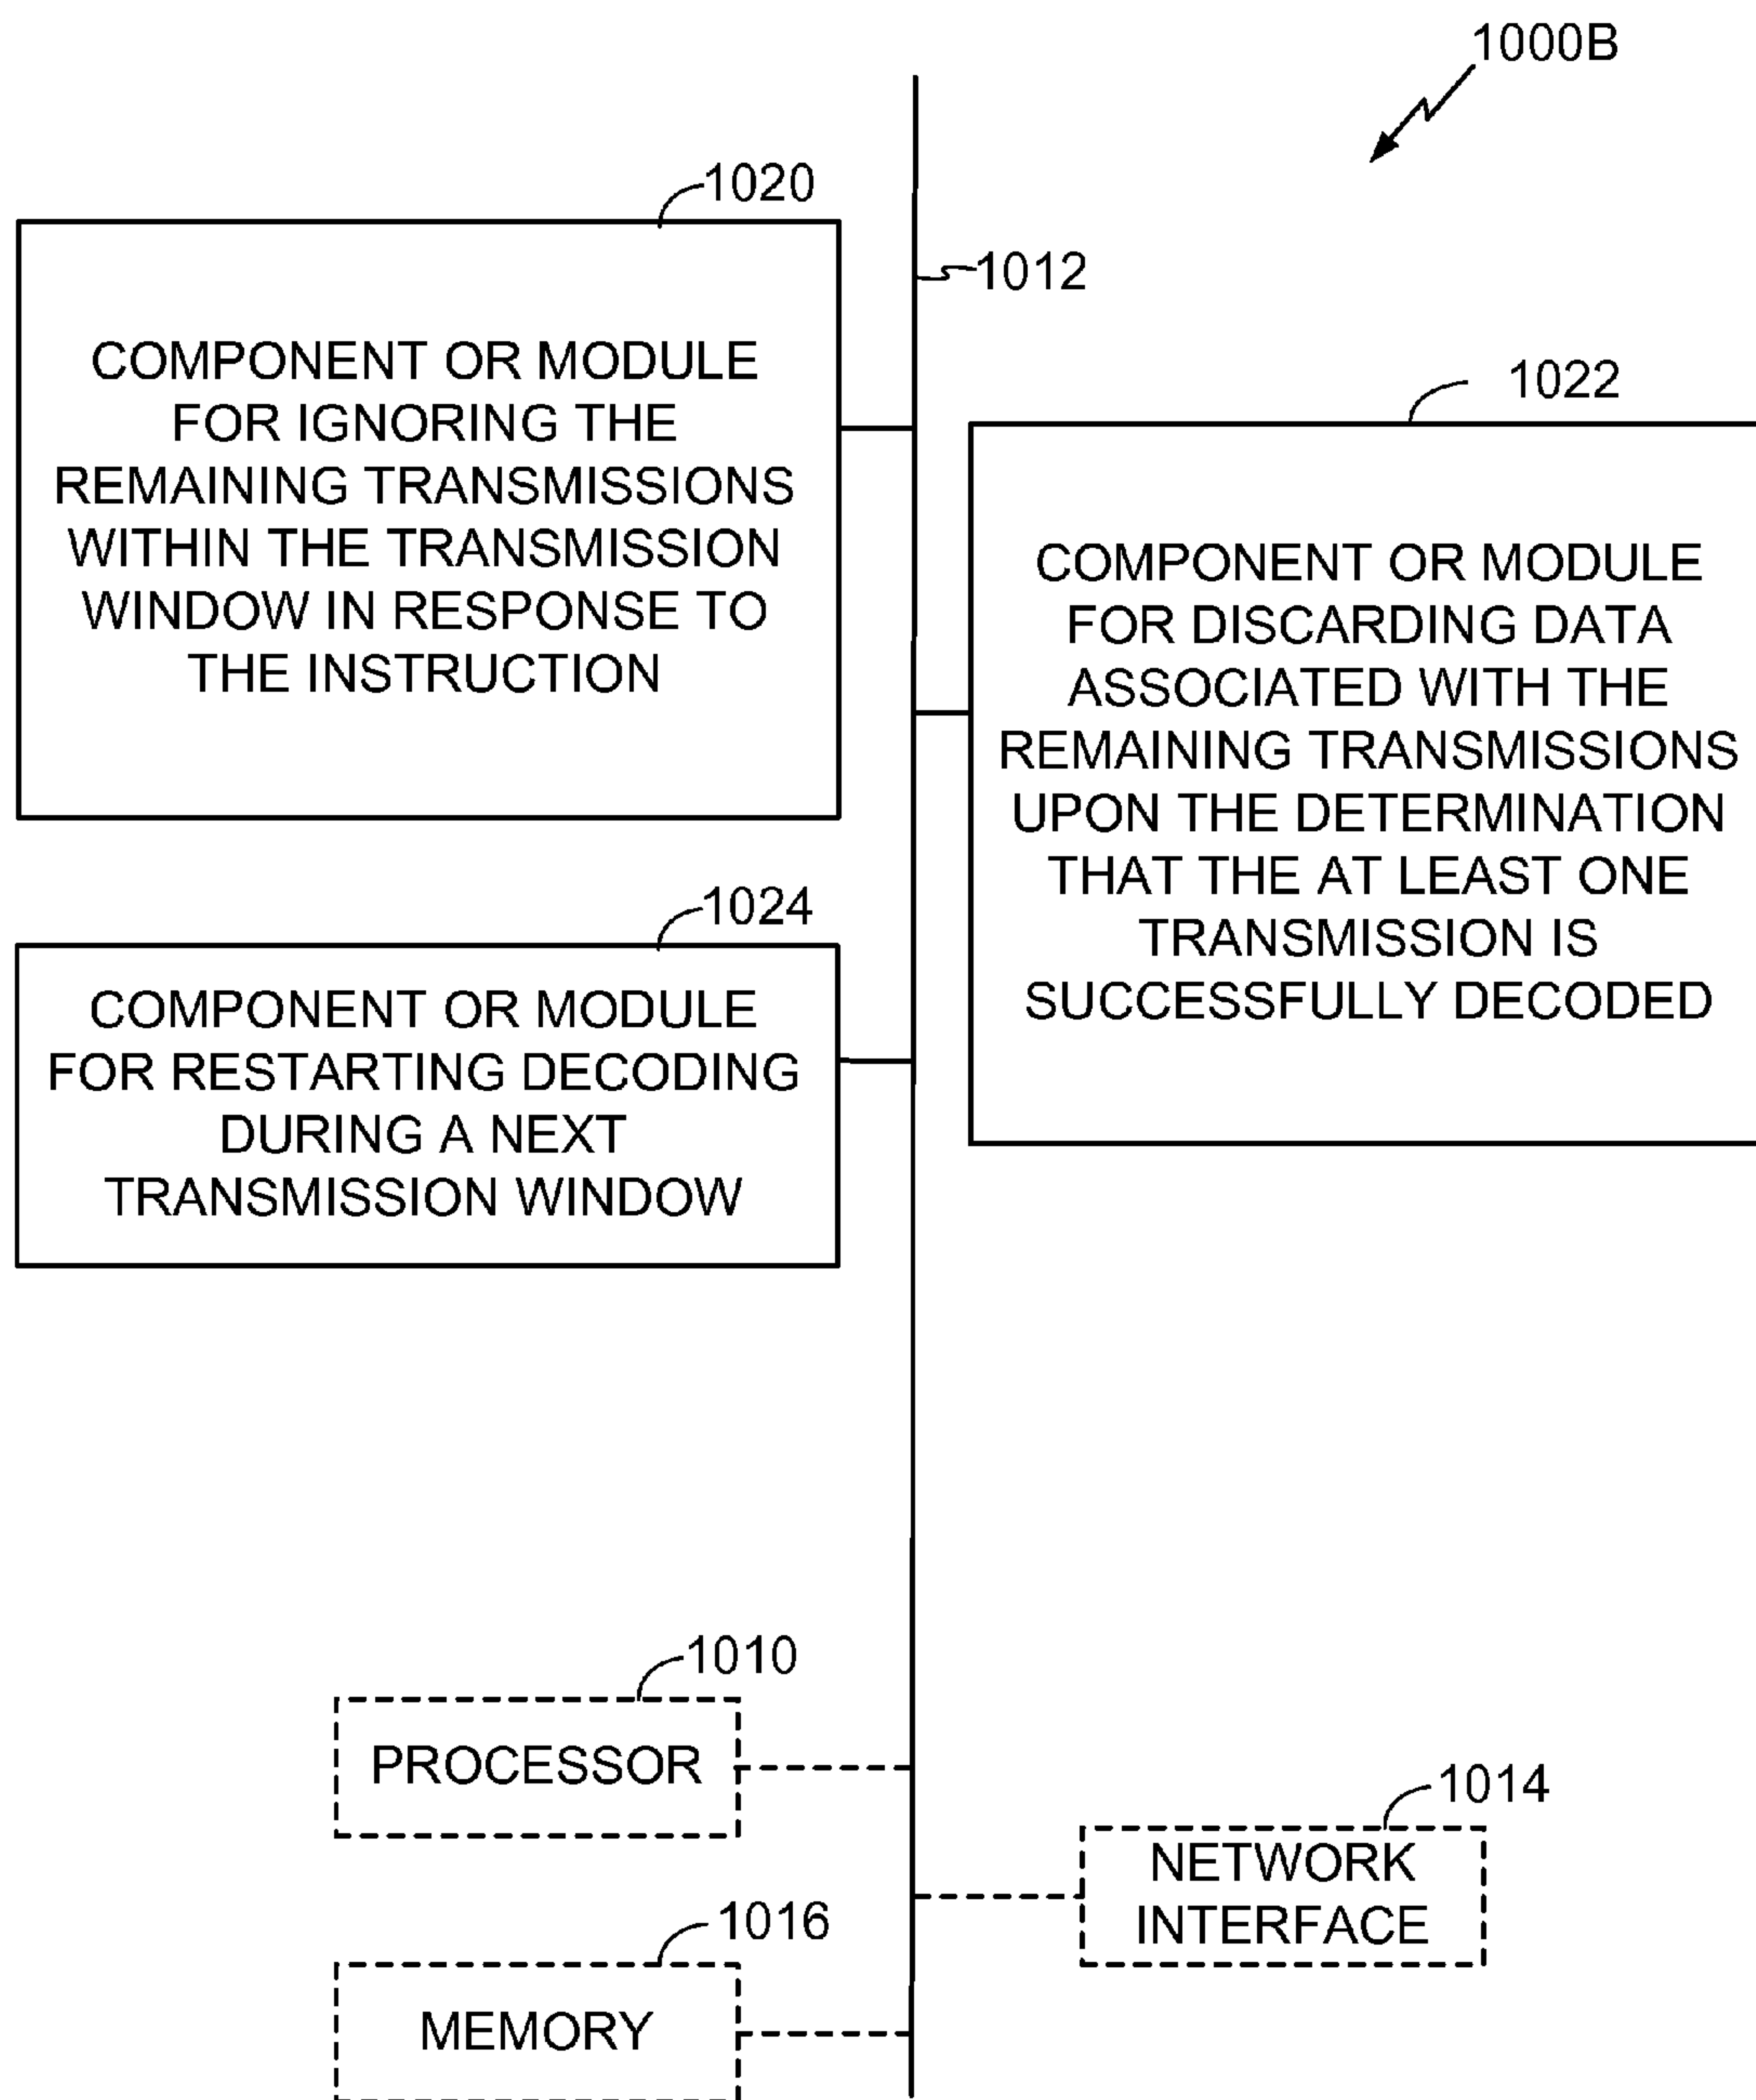 1000B
1020
1012
COMPONENT OR MODULE
FOR IGNORING THE
REMAINING TRANSMISSIONS
WITHIN THE TRANSMISSION
WINDOW IN RESPONSE TO
THE INSTRUCTION
1022
COMPONENT OR MODULE
FOR DISCARDING DATA
ASSOCIATED WITH THE
REMAINING TRANSMISSIONS
UPON THE DETERMINATION
THAT THE AT LEAST ONE
TRANSMISSION IS
SUCCESSFULLY DECODED
1024
COMPONENT OR MODULE
FOR RESTARTING DECODING
DURING A NEXT
TRANSMISSION WINDOW
1010
PROCESSOR
1014
NETWORK
INTERFACE
1016
MEMORY